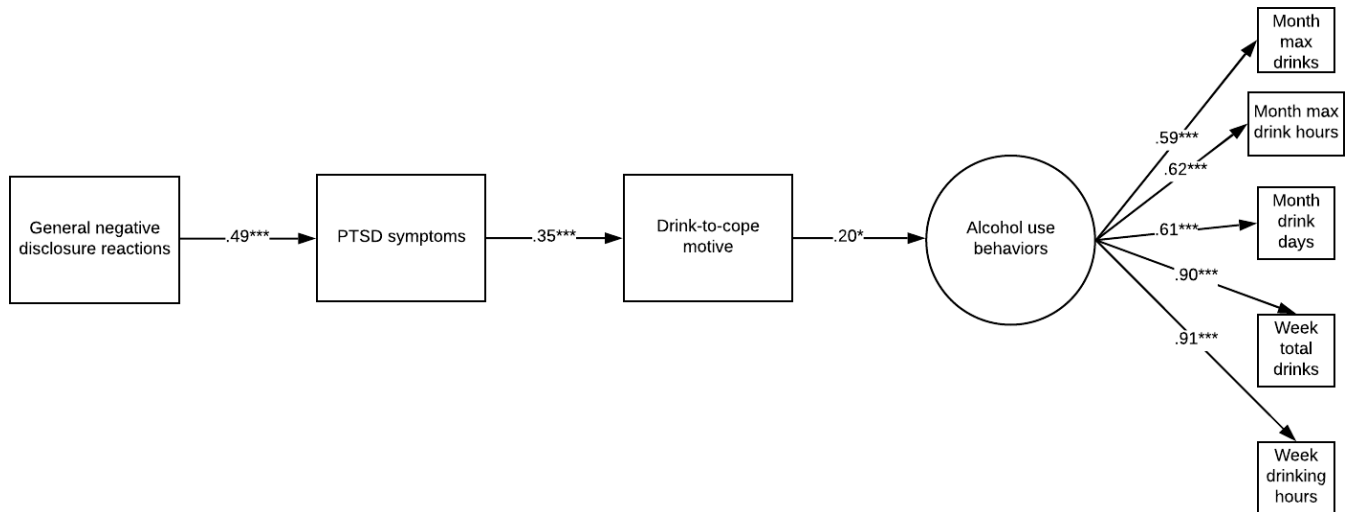 General negative
disclosure reactions
.49***
PTSD symptoms
.35***
Drink-to-cope
motive
.20*
Alcohol use
behaviors
.59***
.62***
.61***
.90***
.91***
Month
max
drinks
Month max
drink hours
Month
drink
days
Week
total
drinks
Week
drinking
hours